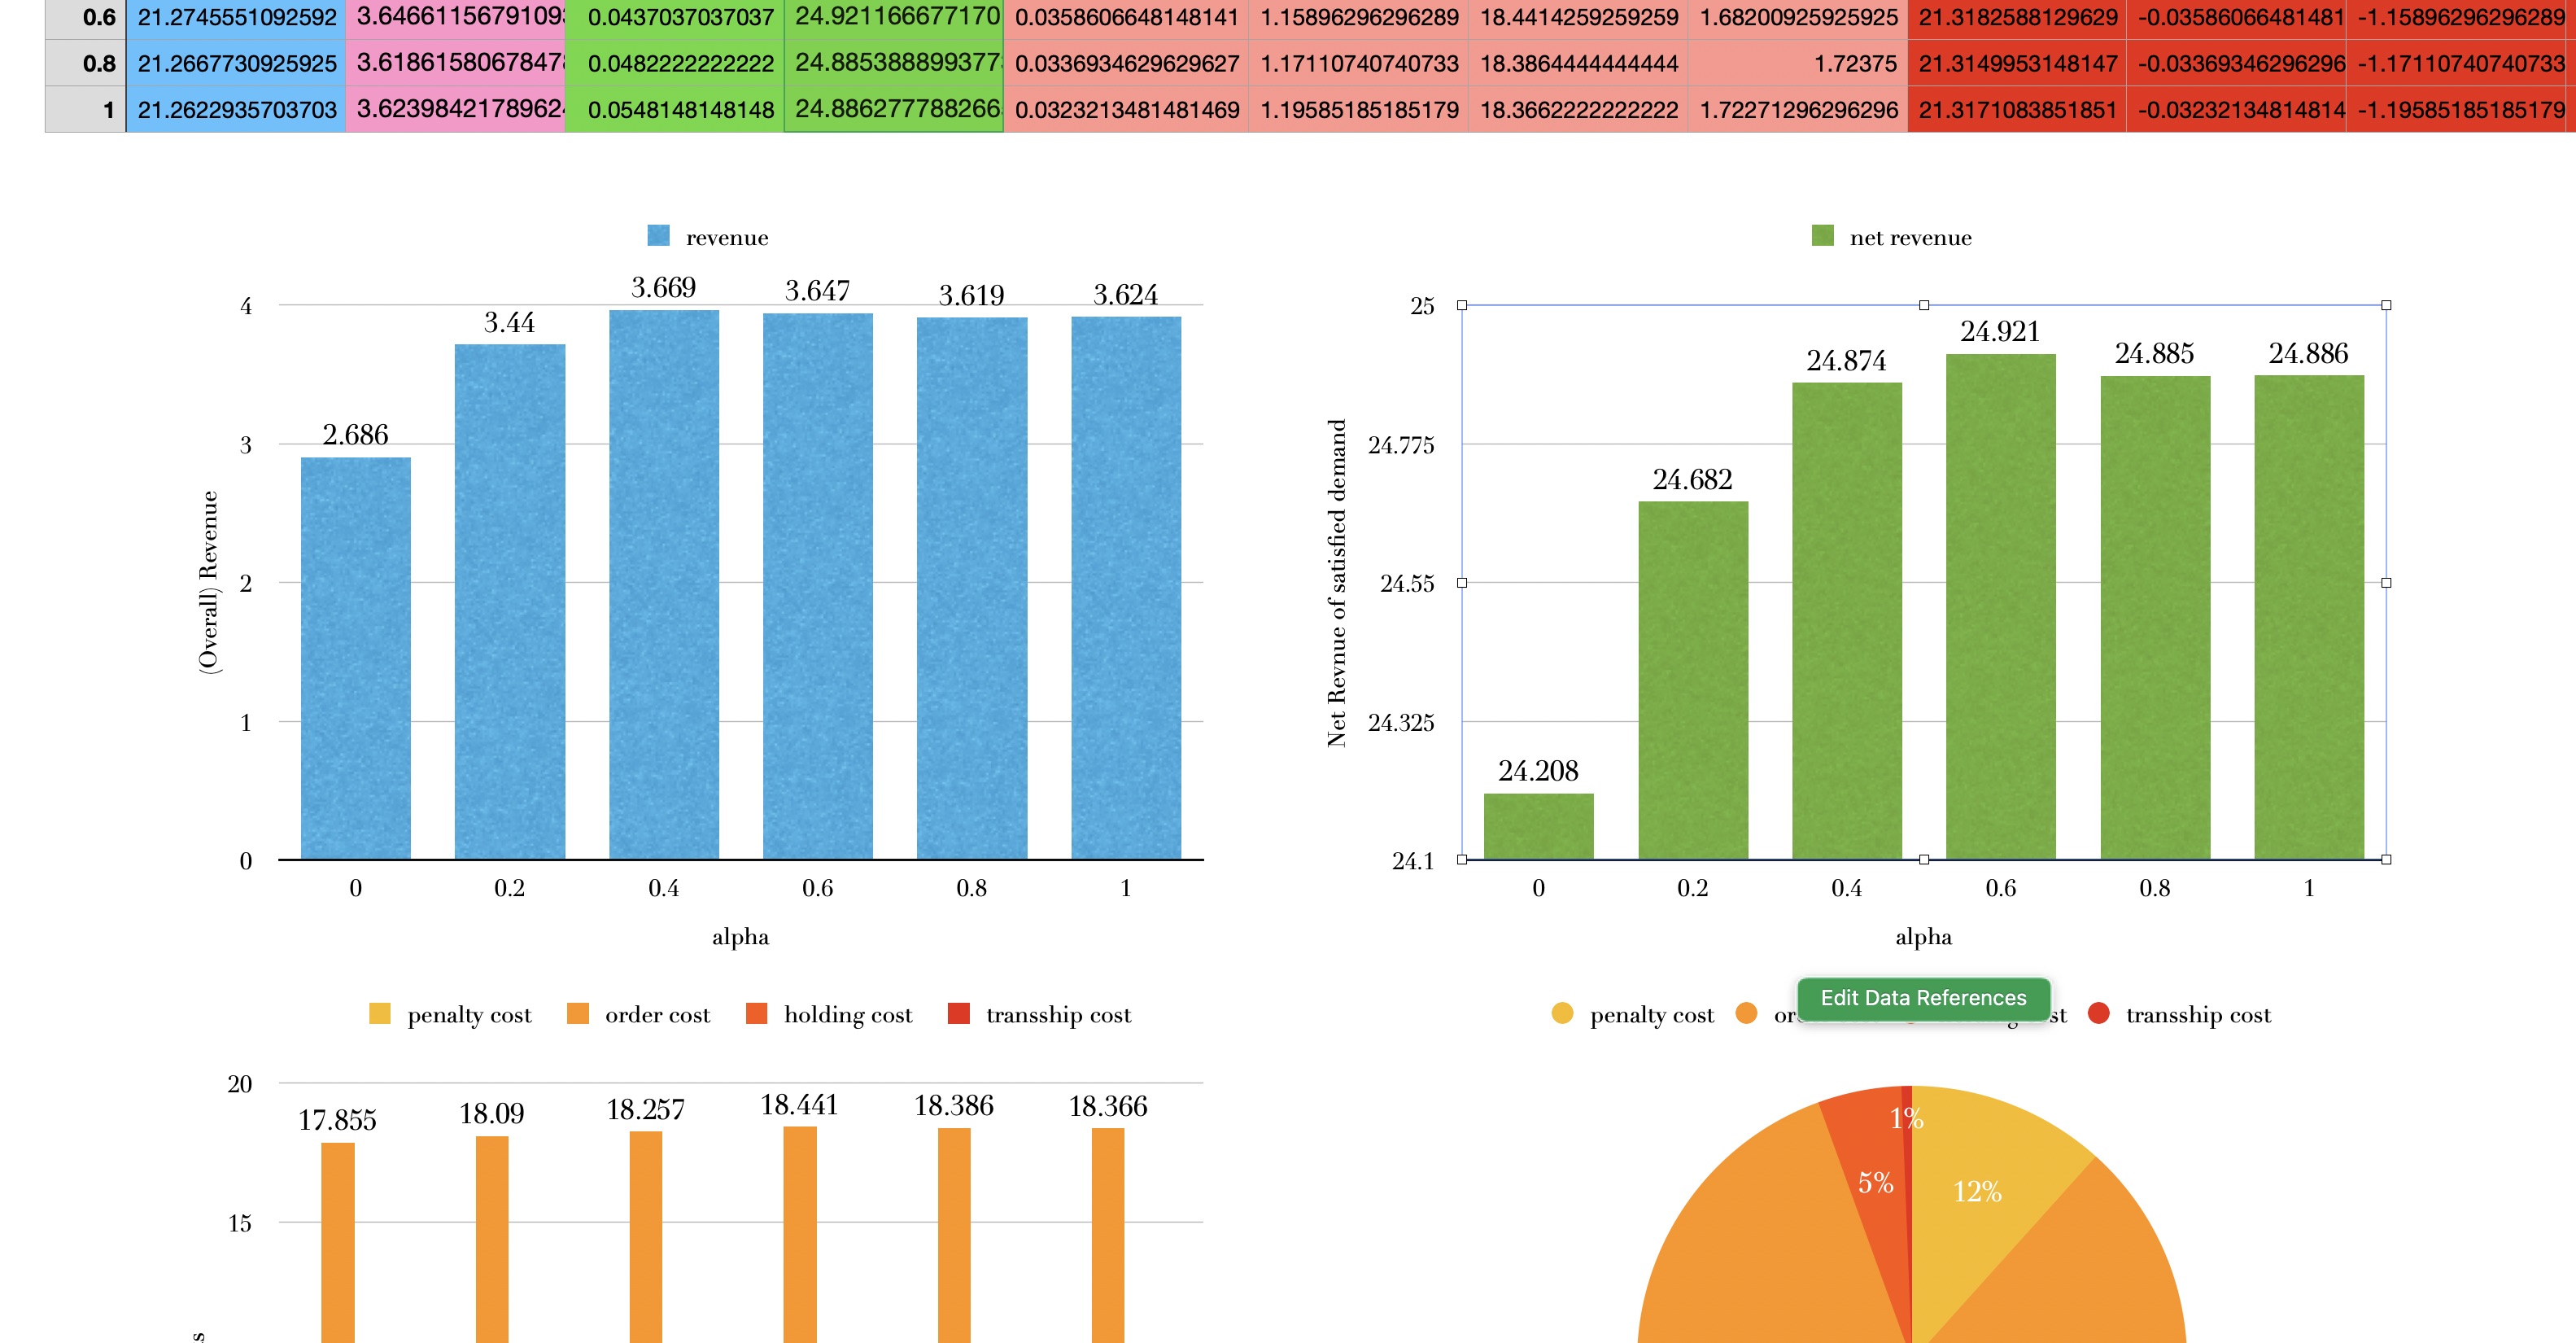 0.6 21.2745551092592 3.64661156791093 0.0437037037037 24.921166677170 0.0358606648148141 1.15896296296289 18.4414259259259 1.68200925925925 21.3182588129629 -0.03586066481481 -1.15896296296289
0.8 21.2667730925925 3.61861580678478 0.0482222222222 24.885388899377 0.0336934629629627 1.17110740740733 18.3864444444444 1.72375 21.3149953148147 -0.03369346296296 -1.17110740740733
1 21.2622935703703 3.62398421789624 0.0548148148148 24.886277788266 0.0323213481481469 1.19585185185179 18.3662222222222 1.72271296296296 21.3171083851851 -0.03232134814814 -1.19585185185179
revenue
4
3
2
1
0
(Overall) Revenue
2.686 3.44 3.669 3.647 3.619 3.624
0 0.2 0.4 0.6 0.8 1
alpha
net revenue
25
24.775
24.55
24.325
24.1
Net Revnue of satisfied demand
24.208 24.682 24.874 24.921 24.885 24.886
0 0.2 0.4 0.6 0.8 1
alpha
penalty cost order cost holding cost transship cost
20
15
17.855 18.09 18.257 18.441 18.386 18.366
Edit Data References
penalty cost transship cost
1%
5% 12%